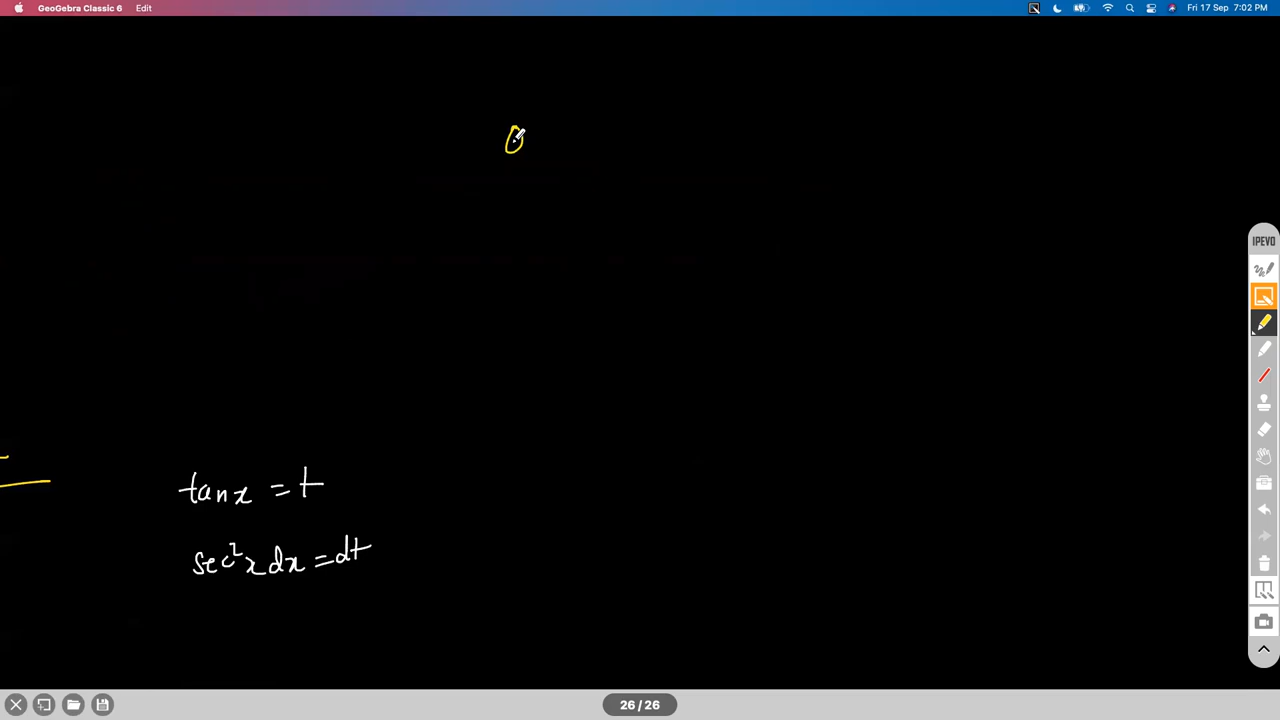 GeoGebra Classic 6 Edit Fri 17 Sep 7:02 PM
IPEVO
tan x = t
sec²x dx = dt
26 / 26